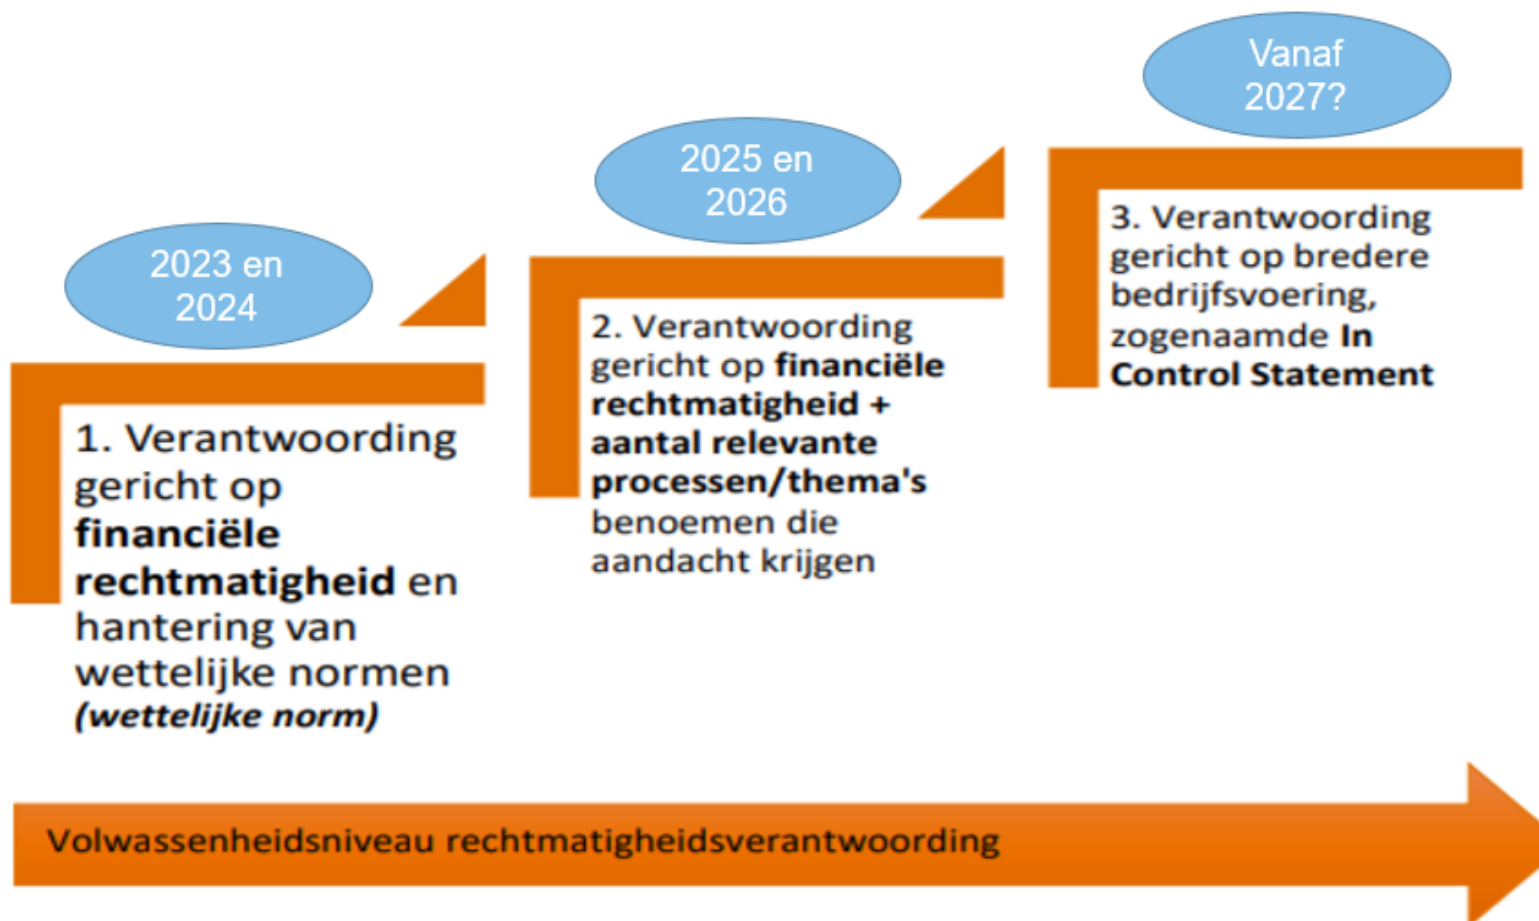 2023 en
2024
1. Verantwoording
gericht op
financiële
rechtmatigheid en
hantering van
wettelijke normen
(wettelijke norm)
2025 en
2026
2. Verantwoording
gericht op financiële
rechtmatigheid +
aantal relevante
processen/thema's
benoemen die
aandacht krijgen
Vanaf
2027?
3. Verantwoording
gericht op bredere
bedrijfsvoering,
zogenaamde In
Control Statement
Volwassenheidsniveau rechtmatigheidsverantwoording